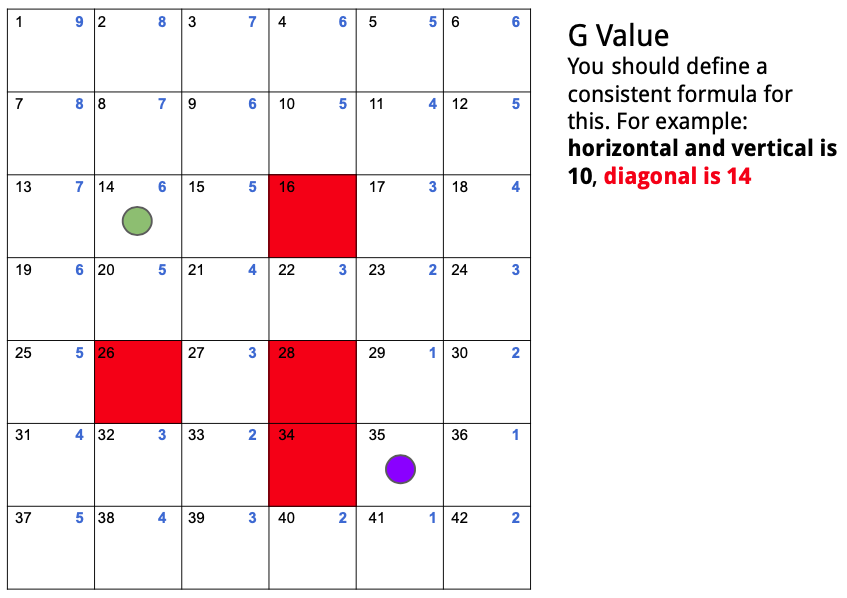 1 9 2 8 3 7 4 6 5 5 6 6
G Value
You should define a
consistent formula for
this. For example:
horizontal and vertical is
10, diagonal is 14
7 8 8 7 9 6 10 5 11 4 12 5
13 7 14 6 15 5 16 17 3 18 4
19 6 20 5 21 4 22 3 23 2 24 3
25 5 26 27 3 28 29 1 30 2
31 4 32 3 33 2 34 35 36 1
37 5 38 4 39 3 40 2 41 1 42 2